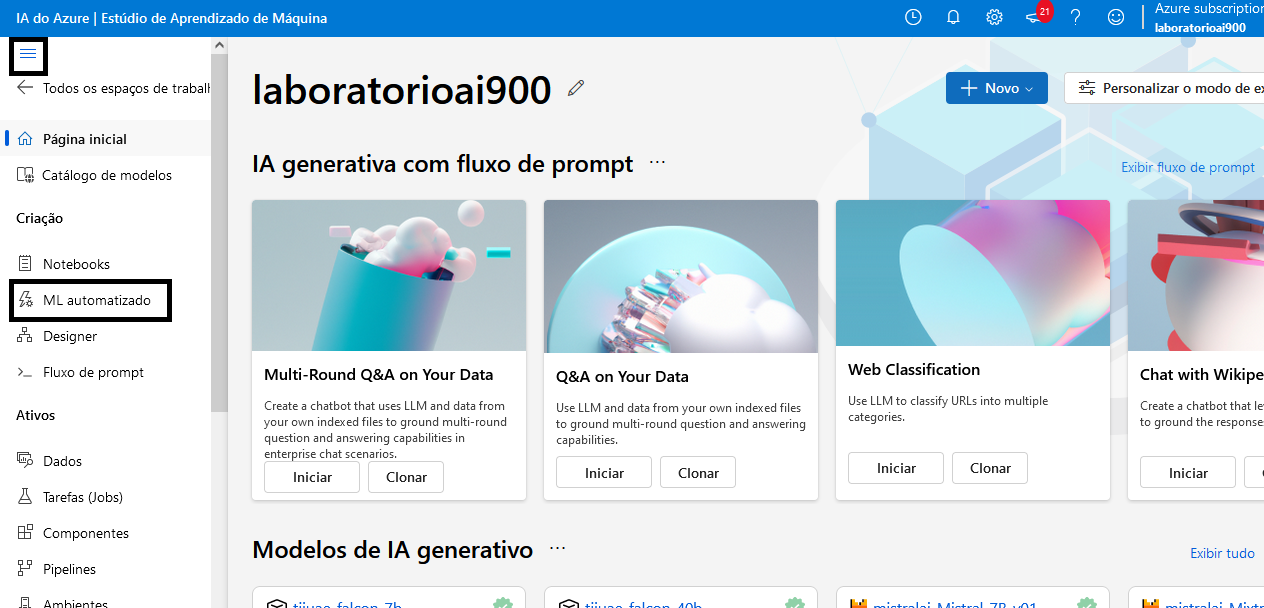 IA do Azure | Estúdio de Aprendizado de Máquina
21
Azure subscription
laboratorioai900
Todos os espaços de trabalh
Página inicial
Catálogo de modelos
Criação
Notebooks
ML automatizado
Designer
Fluxo de prompt
Ativos
Dados
Tarefas (Jobs)
Componentes
Pipelines
Ambientes
laboratorioai900
Novo
Personalizar o modo de ex
IA generativa com fluxo de prompt ...
Exibir fluxo de prompt
Multi-Round Q&A on Your Data
Create a chatbot that uses LLM and data from
your own indexed files to ground multi-round
question and answering capabilities in
enterprise chat scenarios.
Iniciar
Clonar
Q&A on Your Data
Use LLM and data from your own indexed files
to ground multi-round question and answering
capabilities.
Iniciar
Clonar
Web Classification
Use LLM to classify URLs into multiple
categories.
Iniciar
Clonar
Chat with Wikipe
Create a chatbot that le
to ground the response
Iniciar
Modelos de IA generativo ...
Exibir tudo
tiiuae-falcon-7b
tiiuae-falcon-40b
mistralai-Mistral-7B-v01
mistralai-Mixt